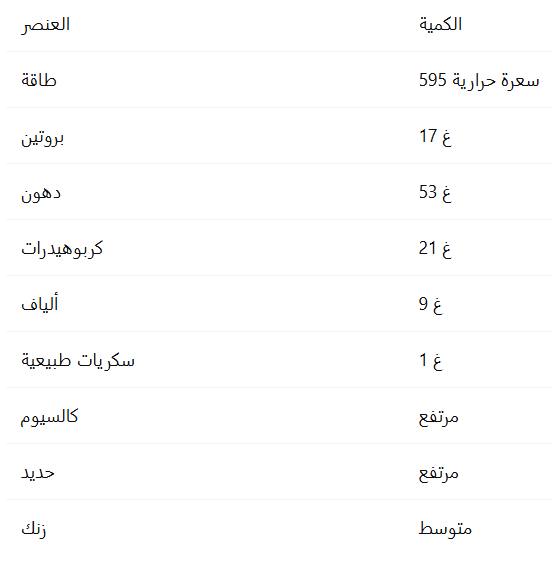 العنصر الكمية
طاقة 595 سعرة حرارية
بروتين 17 غ
دهون 53 غ
كربوهيدرات 21 غ
ألياف 9 غ
سكريات طبيعية 1 غ
كالسيوم مرتفع
حديد مرتفع
زنك متوسط